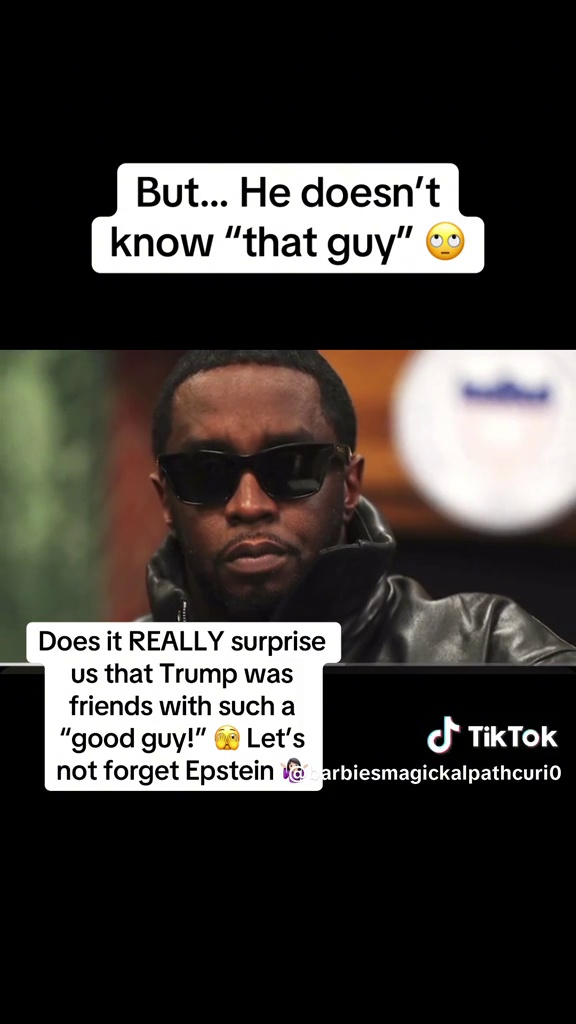 But... He doesn’t
know “that guy” 🙄
Does it REALLY surprise
us that Trump was
friends with such a
“good guy!” 🫣 Let’s
not forget Epstein 🤷🏻‍♀️
TikTok
@barbiesmagickalpathcuri0